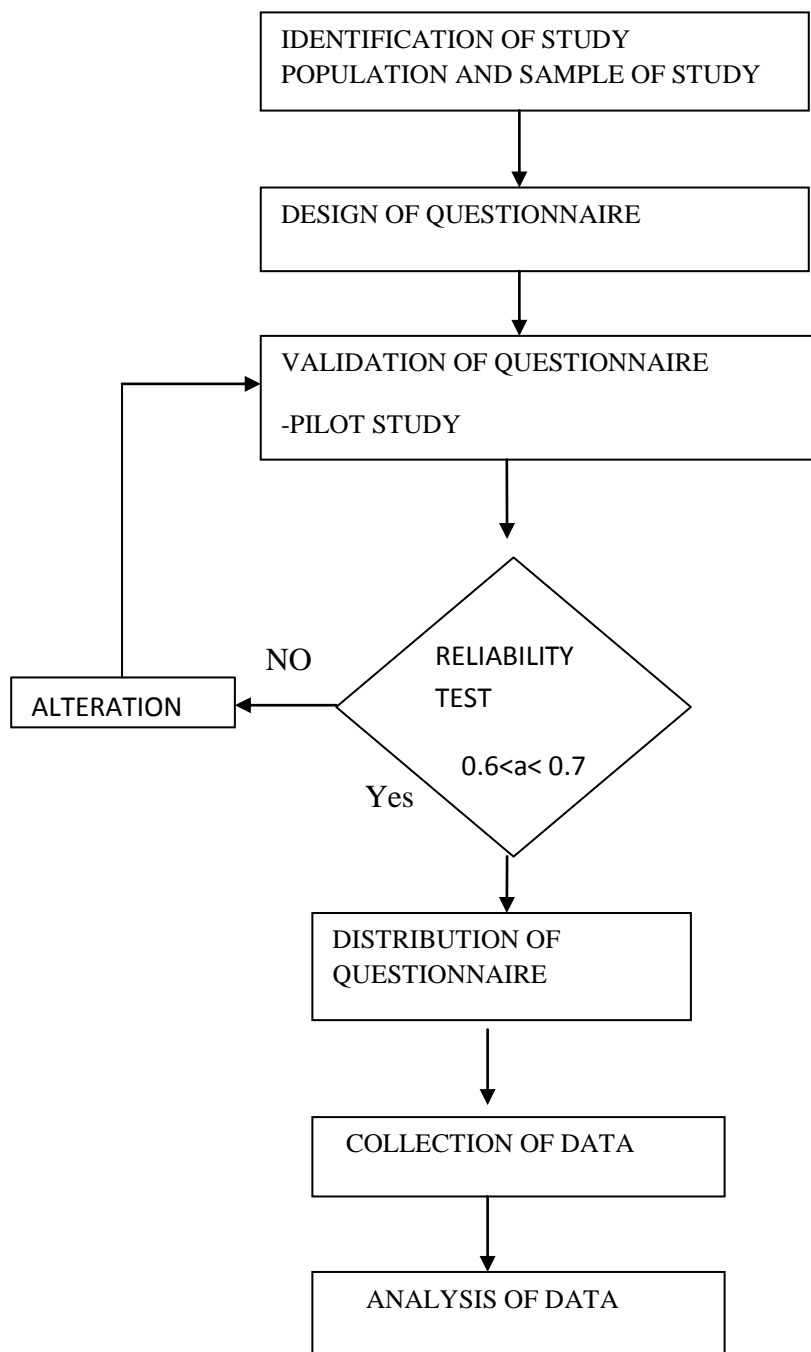 IDENTIFICATION OF STUDY
POPULATION AND SAMPLE OF STUDY
DESIGN OF QUESTIONNAIRE
VALIDATION OF QUESTIONNAIRE
-PILOT STUDY
NO
RELIABILITY
TEST
ALTERATION
0.6<a< 0.7
Yes
DISTRIBUTION OF
QUESTIONNAIRE
COLLECTION OF DATA
ANALYSIS OF DATA